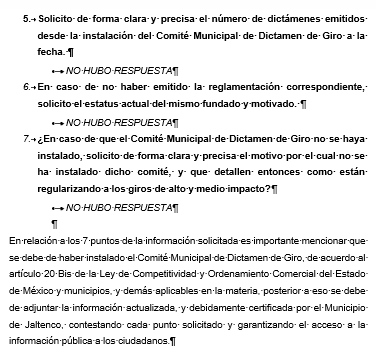 5. Solicito de forma clara y precisa el número de dictámenes emitidos
desde la instalación del Comité Municipal de Dictamen de Giro a la
fecha. ¶
NO HUBO RESPUESTA¶
6. En caso de no haber emitido la reglamentación correspondiente,
solicito el estatus actual del mismo fundado y motivado. ¶
NO HUBO RESPUESTA¶
7. ¿En caso de que el Comité Municipal de Dictamen de Giro no se haya
instalado, solicito de forma clara y precisa el motivo por el cual no se
ha instalado dicho comité, y que detallen entonces como están
regularizando a los giros de alto y medio impacto?¶
NO HUBO RESPUESTA¶
¶
En relación a los 7 puntos de la información solicitada es importante mencionar que
se debe de haber instalado el Comité Municipal de Dictamen de Giro, de acuerdo al
artículo 20 Bis de la Ley de Competitividad y Ordenamiento Comercial del Estado
de México y municipios, y demás aplicables en la materia, posterior a eso se debe
de adjuntar la información actualizada, y debidamente certificada por el Municipio
de Jaltenco, contestando cada punto solicitado y garantizando el acceso a la
información pública a los ciudadanos.¶